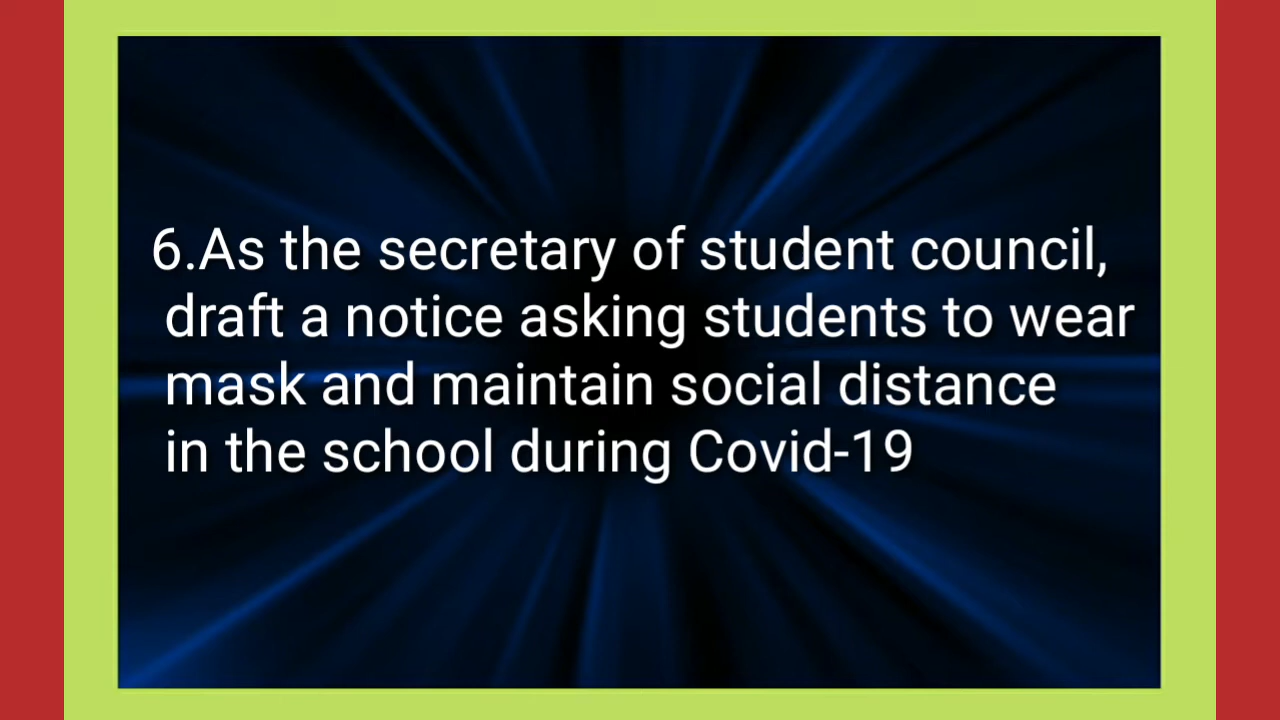 6.As the secretary of student council,
draft a notice asking students to wear
mask and maintain social distance
in the school during Covid-19